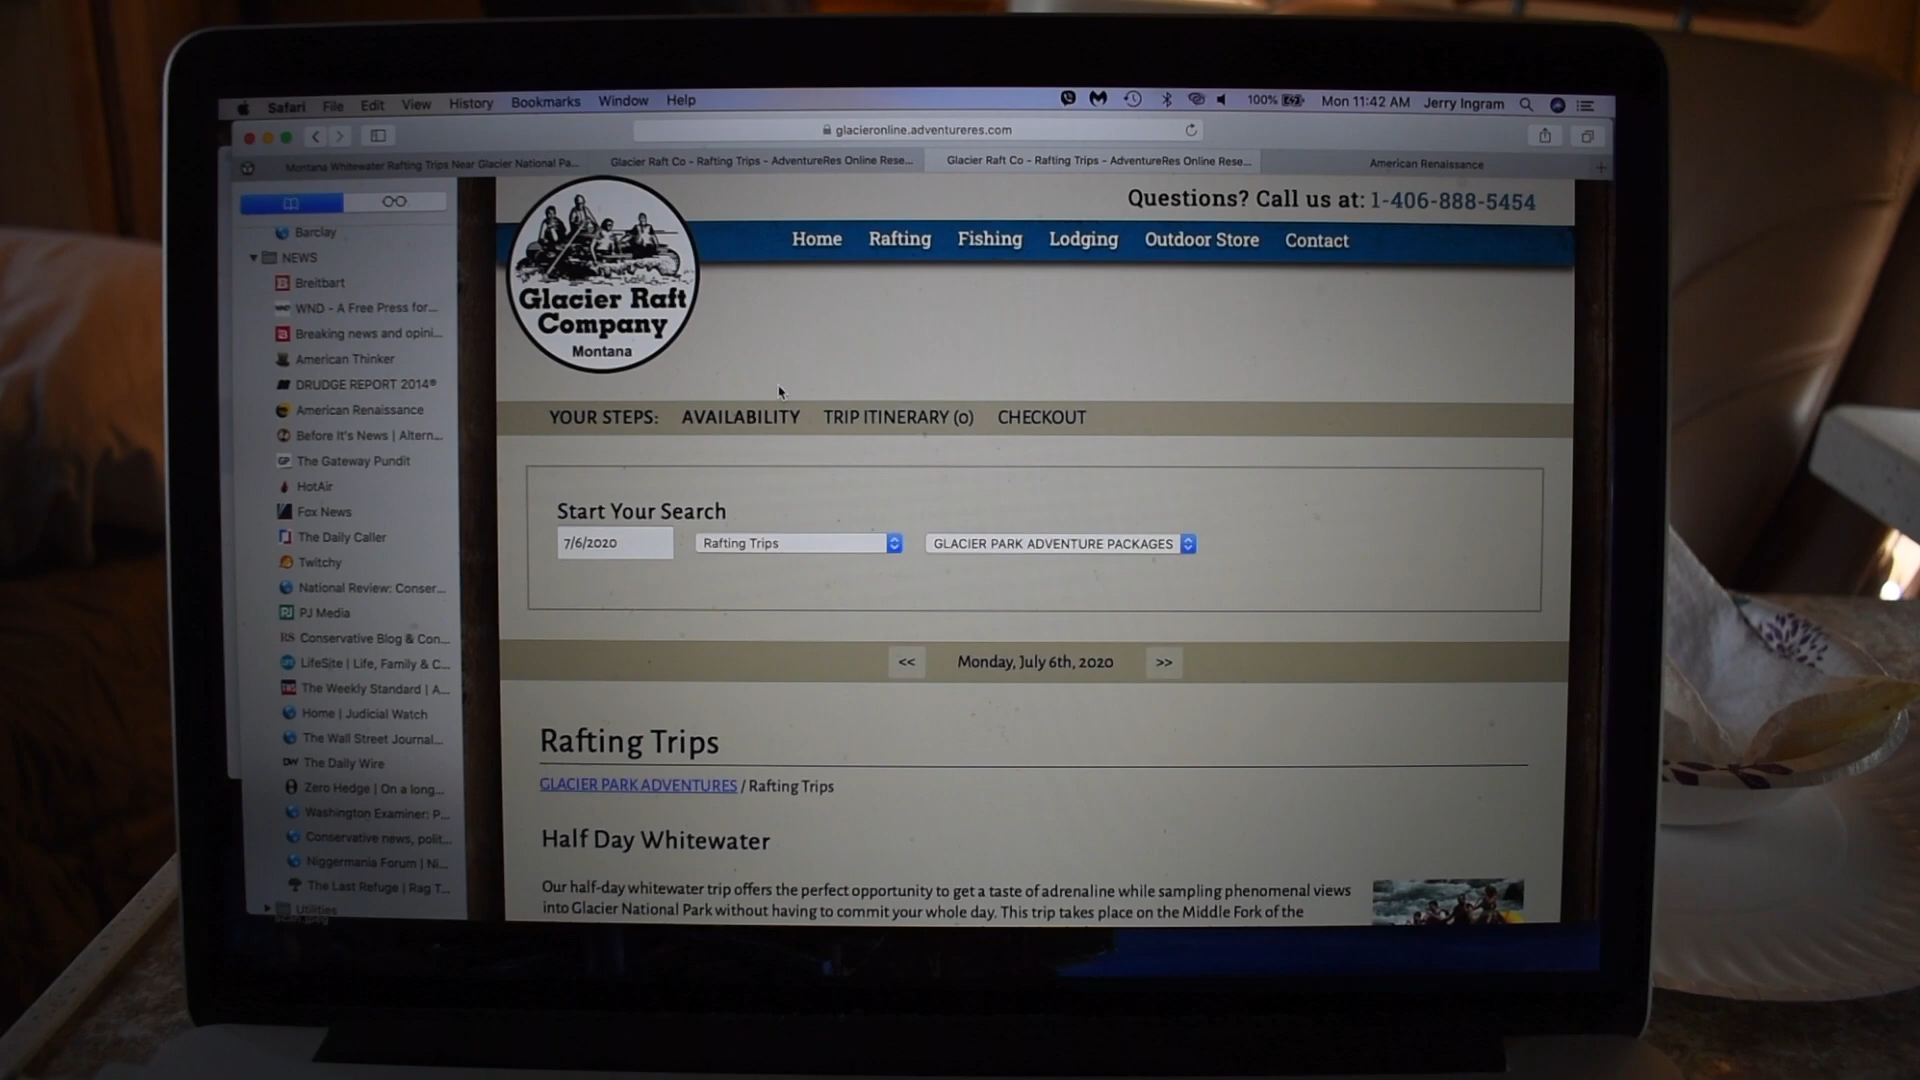 Safari File Edit View History Bookmarks Window Help 100% Mon 11:42 AM Jerry Ingram
glacieronline.adventureres.com
Montana Whitewater Rafting Trips Near Glacier National Pa... Glacier Raft Co - Rafting Trips - AdventureRes Online Rese... Glacier Raft Co - Rafting Trips - AdventureRes Online Rese... American Renaissance
Barclay
NEWS
Breitbart
WND - A Free Press for...
Breaking news and opini...
American Thinker
DRUDGE REPORT 2014®
American Renaissance
Before It's News | Altern...
The Gateway Pundit
HotAir
Fox News
The Daily Caller
Twitchy
National Review: Conser...
PJ Media
Conservative Blog & Con...
LifeSite | Life, Family & C...
The Weekly Standard | A...
Home | Judicial Watch
The Wall Street Journal...
The Daily Wire
Zero Hedge | On a long...
Washington Examiner: P...
Conservative news, polit...
Niggermania Forum | Ni...
The Last Refuge | Rag T...
Utilities
Questions? Call us at: 1-406-888-5454
Home Rafting Fishing Lodging Outdoor Store Contact
Glacier Raft
Company
Montana
YOUR STEPS: AVAILABILITY TRIP ITINERARY (0) CHECKOUT
Start Your Search
7/6/2020 Rafting Trips GLACIER PARK ADVENTURE PACKAGES
<< Monday, July 6th, 2020 >>
Rafting Trips
GLACIER PARK ADVENTURES / Rafting Trips
Half Day Whitewater
Our half-day whitewater trip offers the perfect opportunity to get a taste of adrenaline while sampling phenomenal views
into Glacier National Park without having to commit your whole day. This trip takes place on the Middle Fork of the